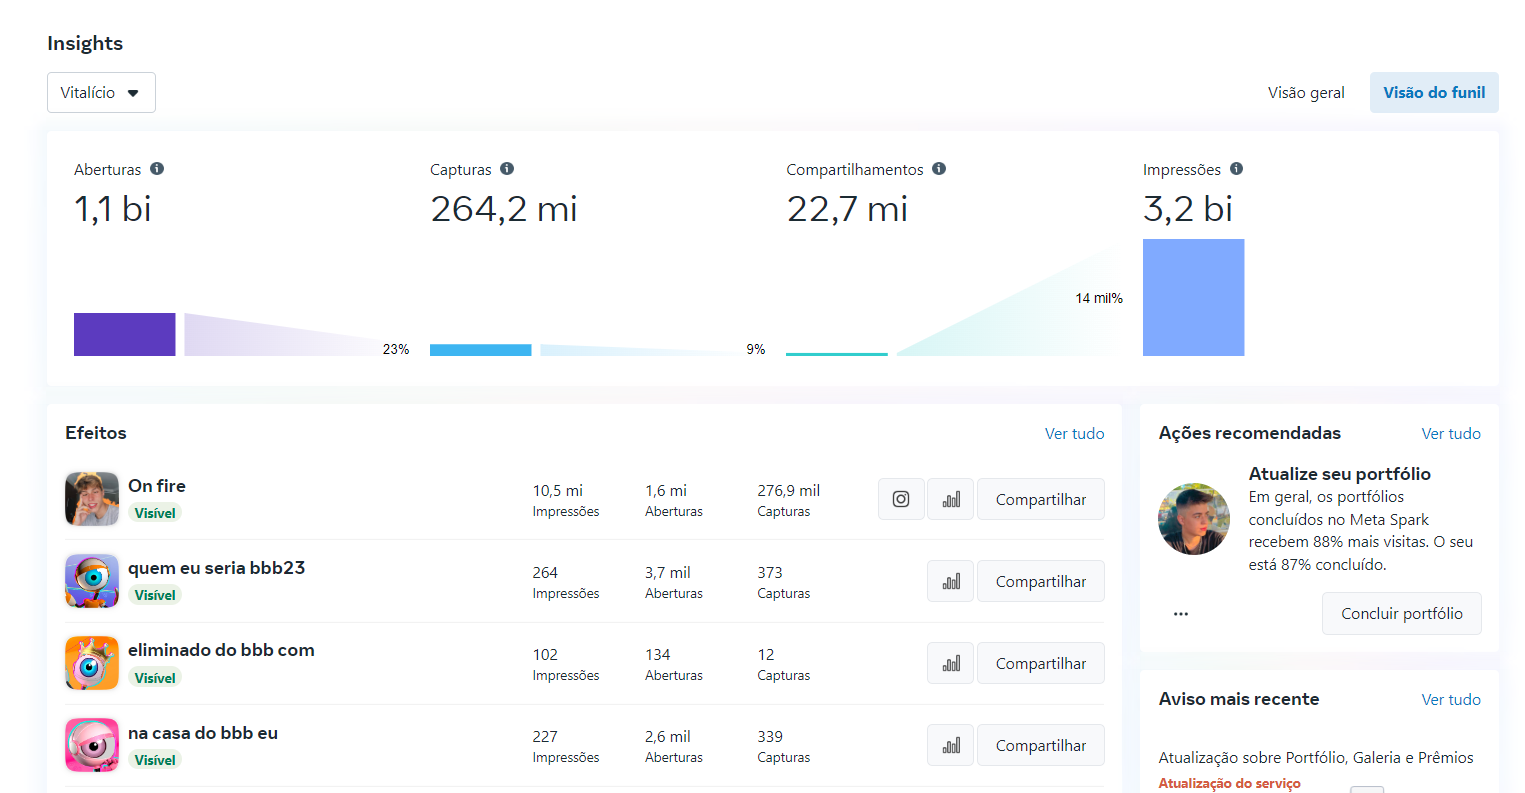 Insights
Vitalício
Visão geral
Visão do funil
Aberturas
Capturas
Compartilhamentos
Impressões
1,1 bi
264,2 mi
22,7 mi
3,2 bi
14 mil%
23%
9%
Efeitos
Ver tudo
On fire
Visível
10,5 mi
Impressões
1,6 mi
Aberturas
276,9 mil
Capturas
Compartilhar
quem eu seria bbb23
Visível
264
Impressões
3,7 mil
Aberturas
373
Capturas
Compartilhar
eliminado do bbb com
Visível
102
Impressões
134
Aberturas
12
Capturas
Compartilhar
na casa do bbb eu
Visível
227
Impressões
2,6 mil
Aberturas
339
Capturas
Compartilhar
Ações recomendadas
Ver tudo
Atualize seu portfólio
Em geral, os portfólios
concluídos no Meta Spark
recebem 88% mais visitas. O seu
está 87% concluído.
Concluir portfólio
Aviso mais recente
Ver tudo
Atualização sobre Portfólio, Galeria e Prêmios
Atualização do serviço